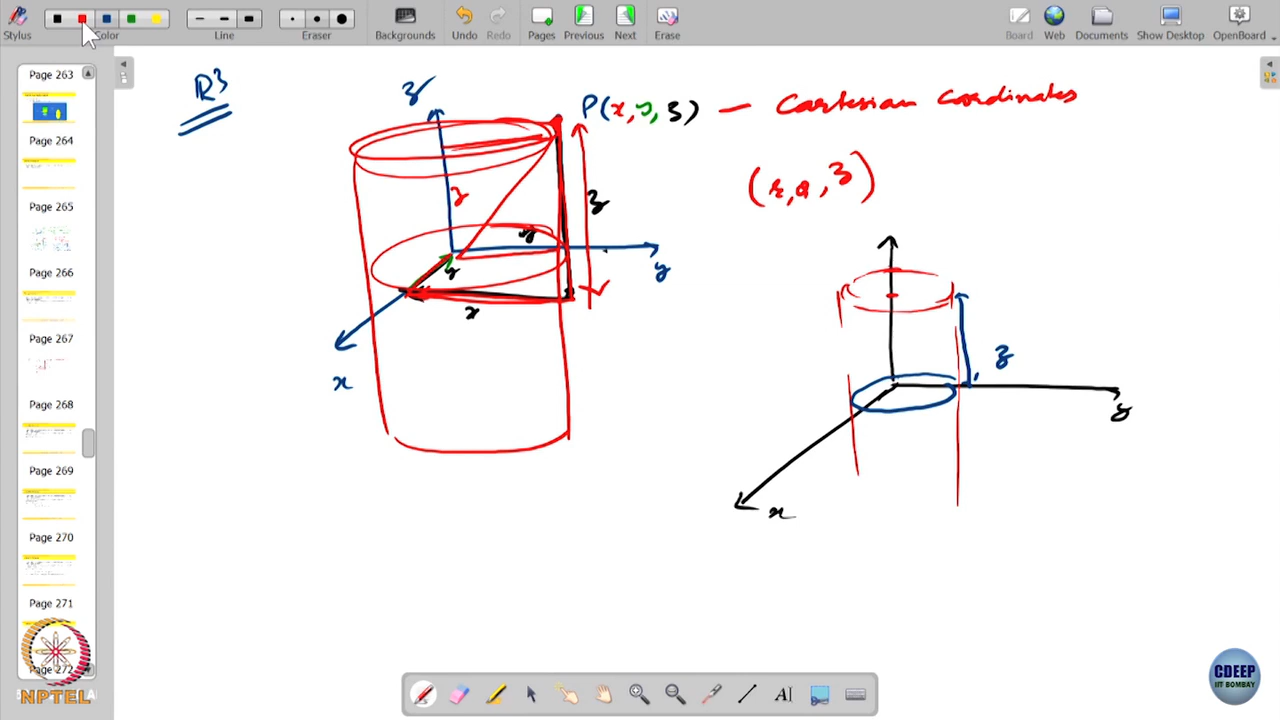 Stylus
Color
Line
Eraser
Backgrounds
Undo
Redo
Pages
Previous
Next
Erase
Board
Web
Documents
Show Desktop
OpenBoard
Page 263
Page 264
Page 265
Page 266
Page 267
Page 268
Page 269
Page 270
Page 271
Page 272
NPTEL
ℝ³
z
P(x, y, z) — Cartesian Coordinates
(r, θ, z)
z
y
x
x
z
y
x
CDEEP
IIT BOMBAY